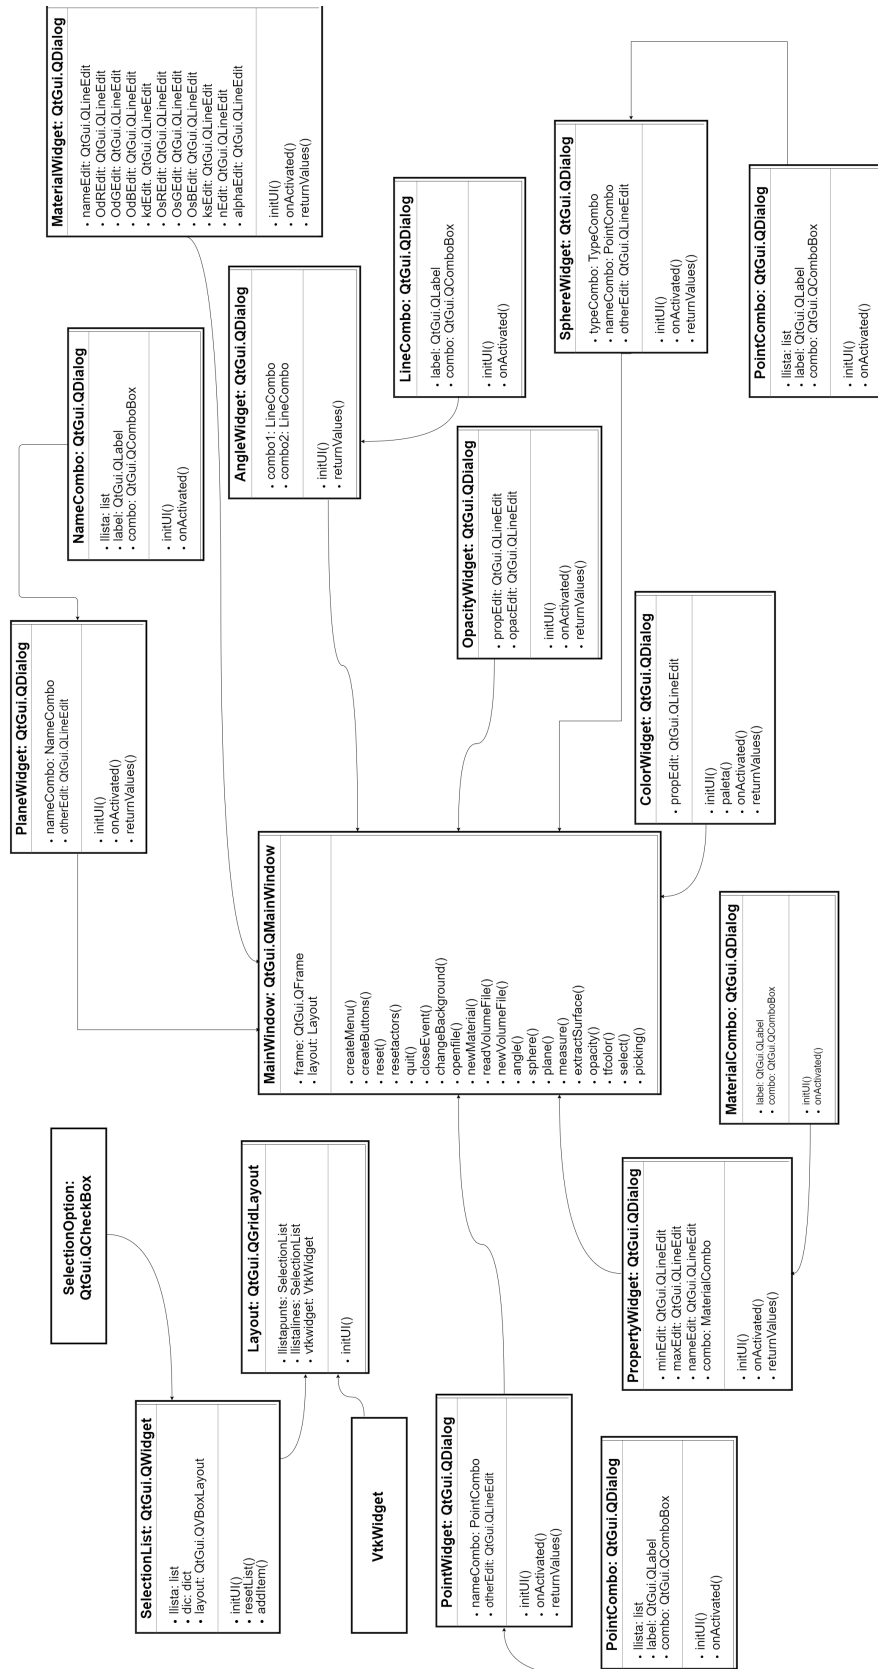 SelectionList: QtGui.QWidget
• llista: list
• dic: dict
• layout: QtGui.QVBoxLayout
• initUI()
• resetList()
• addItem()
SelectionOption:
QtGui.QCheckBox
VtkWidget
Layout: QtGui.QGridLayout
• llistapunts: SelectionList
• llistalines: SelectionList
• vtkwidget: VtkWidget
• initUI()
PointWidget: QtGui.QDialog
• nameCombo: PointCombo
• otherEdit: QtGui.QLineEdit
• initUI()
• onActivated()
• returnValues()
PointCombo: QtGui.QDialog
• llista: list
• label: QtGui.QLabel
• combo: QtGui.QComboBox
• initUI()
• onActivated()
PropertyWidget: QtGui.QDialog
• minEdit: QtGui.QLineEdit
• maxEdit: QtGui.QLineEdit
• nameEdit: QtGui.QLineEdit
• combo: MaterialCombo
• initUI()
• onActivated()
• returnValues()
MaterialCombo: QtGui.QDialog
• label: QtGui.QLabel
• combo: QtGui.QComboBox
• initUI()
• onActivated()
MainWindow: QtGui.QMainWindow
• frame: QtGui.QFrame
• layout: Layout
• createMenu()
• createButtons()
• reset()
• resetactors()
• quit()
• closeEvent()
• changeBackground()
• openfile()
• newMaterial()
• readVolumeFile()
• newVolumeFile()
• angle()
• sphere()
• plane()
• measure()
• extractSurface()
• opacity()
• tfcolor()
• select()
• picking()
PlaneWidget: QtGui.QDialog
• nameCombo: NameCombo
• otherEdit: QtGui.QLineEdit
• initUI()
• onActivated()
• returnValues()
NameCombo: QtGui.QDialog
• llista: list
• label: QtGui.QLabel
• combo: QtGui.QComboBox
• initUI()
• onActivated()
ColorWidget: QtGui.QDialog
• propEdit: QtGui.QLineEdit
• initUI()
• paleta()
• onActivated()
• returnValues()
OpacityWidget: QtGui.QDialog
• propEdit: QtGui.QLineEdit
• opacEdit: QtGui.QLineEdit
• initUI()
• onActivated()
• returnValues()
AngleWidget: QtGui.QDialog
• combo1: LineCombo
• combo2: LineCombo
• initUI()
• returnValues()
LineCombo: QtGui.QDialog
• label: QtGui.QLabel
• combo: QtGui.QComboBox
• initUI()
• onActivated()
MaterialWidget: QtGui.QDialog
• nameEdit: QtGui.QLineEdit
• OdREdit: QtGui.QLineEdit
• OdGEdit: QtGui.QLineEdit
• OdBEdit: QtGui.QLineEdit
• kdEdit. QtGui.QLineEdit
• OsREdit: QtGui.QLineEdit
• OsGEdit: QtGui.QLineEdit
• OsBEdit: QtGui.QLineEdit
• ksEdit: QtGui.QLineEdit
• nEdit: QtGui.QLineEdit
• alphaEdit: QtGui.QLineEdit
• initUI()
• onActivated()
• returnValues()
SphereWidget: QtGui.QDialog
• typeCombo: TypeCombo
• nameCombo: PointCombo
• otherEdit: QtGui.QLineEdit
• initUI()
• onActivated()
• returnValues()
PointCombo: QtGui.QDialog
• llista: list
• label: QtGui.QLabel
• combo: QtGui.QComboBox
• initUI()
• onActivated()